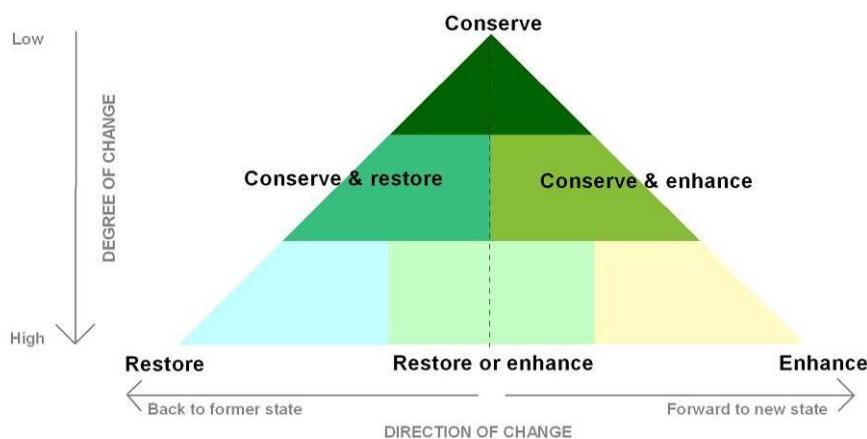 Conserve
Low
DEGREE OF CHANGE
Conserve & restore
Conserve & enhance
High
Restore
Restore or enhance
Enhance
Back to former state
Forward to new state
DIRECTION OF CHANGE